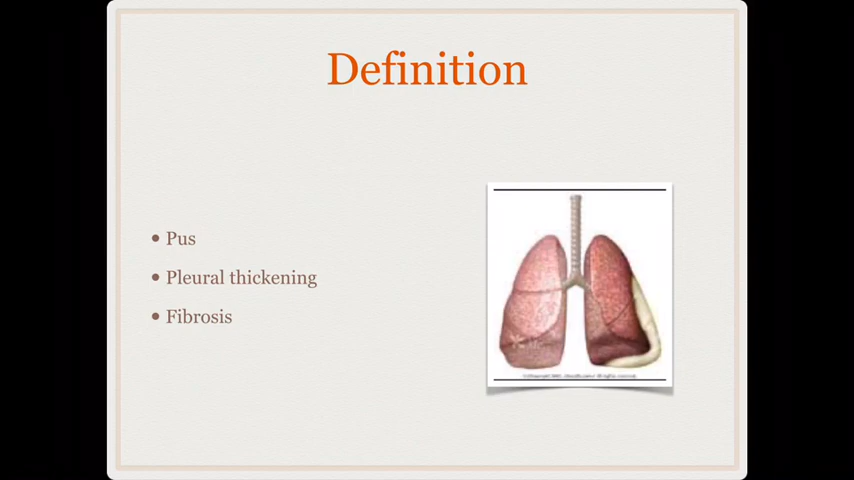 Definition
• Pus
• Pleural thickening
• Fibrosis